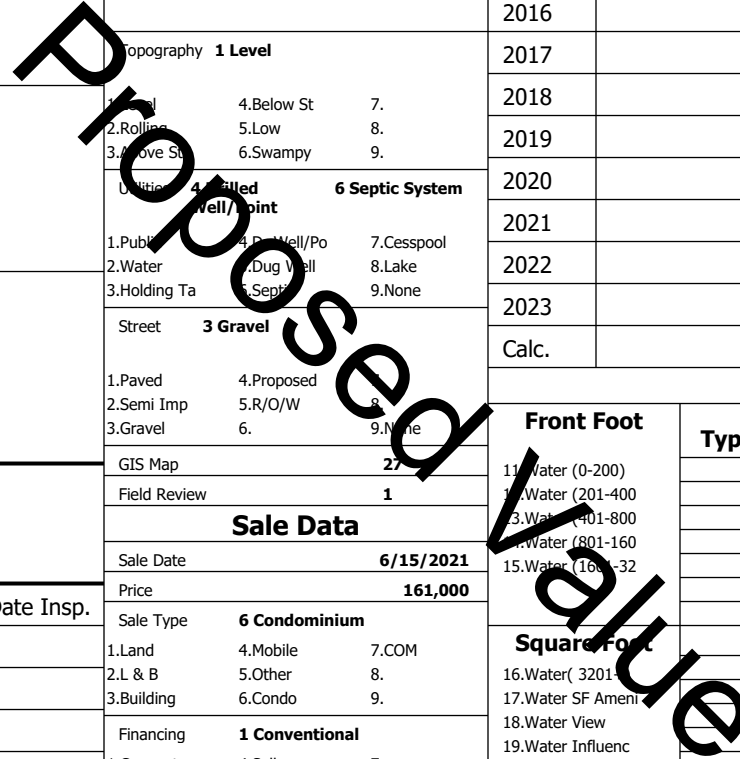 Topography 1 Level
4.Below St 7.
2.Rolling 5.Low 8.
3.Above St 6.Swampy 9.
Utilities 4 Drilled Well/Point 6 Septic System
4.Dr Well/Po 7.Cesspool
2.Water 5.Dug Well 8.Lake
3.Holding Ta 6.Septic 9.None
Street 3 Gravel
1.Paved 4.Proposed
2.Semi Imp 5.R/O/W 8.
3.Gravel 6. 9.None
GIS Map 27
Field Review 1
Sale Data
Sale Date 6/15/2021
Price 161,000
Sale Type 6 Condominium
1.Land 4.Mobile 7.COM
2.L & B 5.Other 8.
3.Building 6.Condo 9.
Financing 1 Conventional
Date Insp.
2016
2017
2018
2019
2020
2021
2022
2023
Calc.
Front Foot
Typ
11.Water (0-200)
12.Water (201-400
13.Water (401-800
14.Water (801-160
15.Water (1601-32
Square Foot
16.Water( 3201-
17.Water SF Ameni
18.Water View
19.Water Influenc
Proposed Value